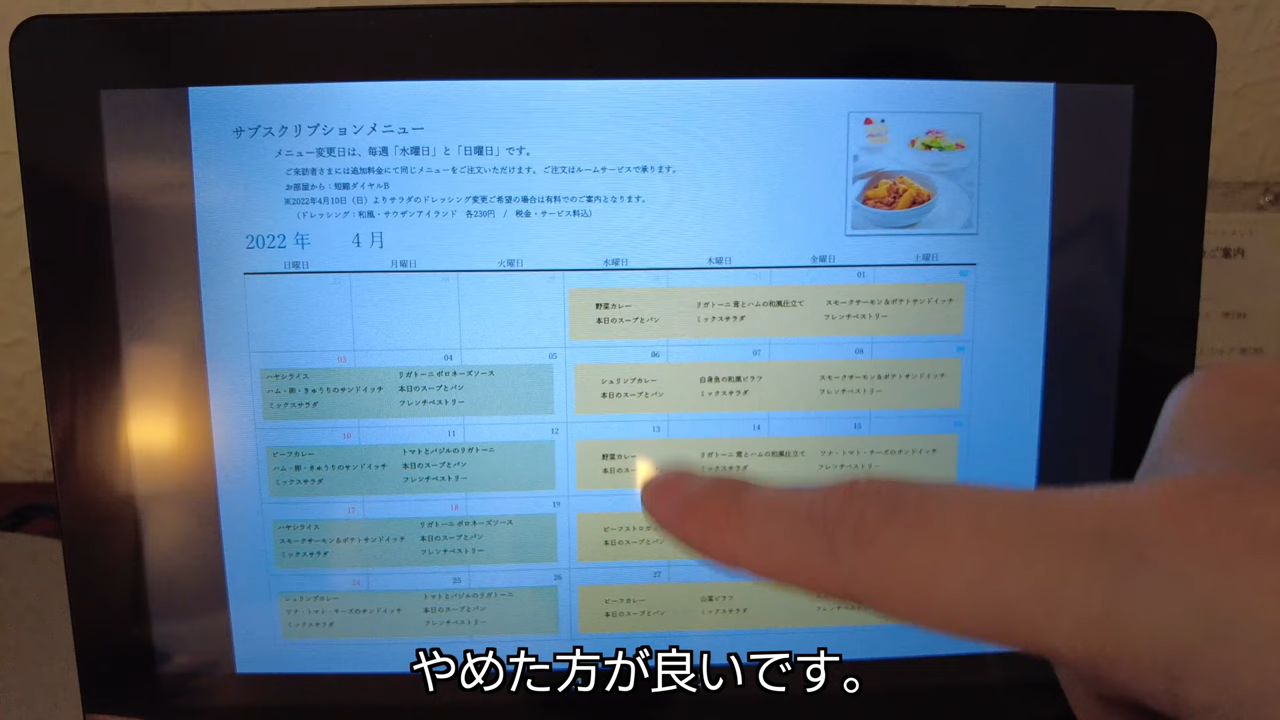 サブスクリプションメニュー
メニュー変更日は、毎週「水曜日」と「日曜日」です。
ご来訪者さまには追加料金にて同じメニューをご注文いただけます。ご注文はルームサービスで承ります。
お部屋から：短縮ダイヤルB
※2022年4月10日（日）よりサラダのドレッシング変更ご希望の場合は有料でのご案内となります。
（ドレッシング：和風・サウザンアイランド 各230円 / 税金・サービス料込）
2022 年 4 月
日曜日 月曜日 火曜日 水曜日 木曜日 金曜日 土曜日
01 02
野菜カレー リガトーニ 茸とハムの和風仕立て スモークサーモン＆ポテトサンドイッチ
本日のスープとパン ミックスサラダ フレンチペストリー
03 04 05 06 07 08 09
ハヤシライス リガトーニ ボロネーズソース シュリンプカレー 白身魚の和風ピラフ スモークサーモン＆ポテトサンドイッチ
ハム・卵・きゅうりのサンドイッチ 本日のスープとパン 本日のスープとパン ミックスサラダ フレンチペストリー
ミックスサラダ フレンチペストリー
10 11 12 13 14 15
ビーフカレー トマトとバジルのリガトーニ 野菜カレー リガトーニ 茸とハムの和風仕立て ツナ・トマト・チーズのサンドイッチ
ハム・卵・きゅうりのサンドイッチ 本日のスープとパン 本日のスー ミックスサラダ フレンチペストリー
ミックスサラダ フレンチペストリー
17 18 19
ハヤシライス リガトーニ ボロネーズソース ビーフストロガ
スモークサーモン＆ポテトサンドイッチ 本日のスープとパン 本日のスープとパン
ミックスサラダ フレンチペストリー
24 25 26 27
シュリンプカレー トマトとバジルのリガトーニ ビーフカレー 山菜ピラフ
ツナ・トマト・チーズのサンドイッチ 本日のスープとパン 本日のスープとパン ミックスサラダ
ミックスサラダ フレンチペストリー
ご案内
やめた方が良いです。